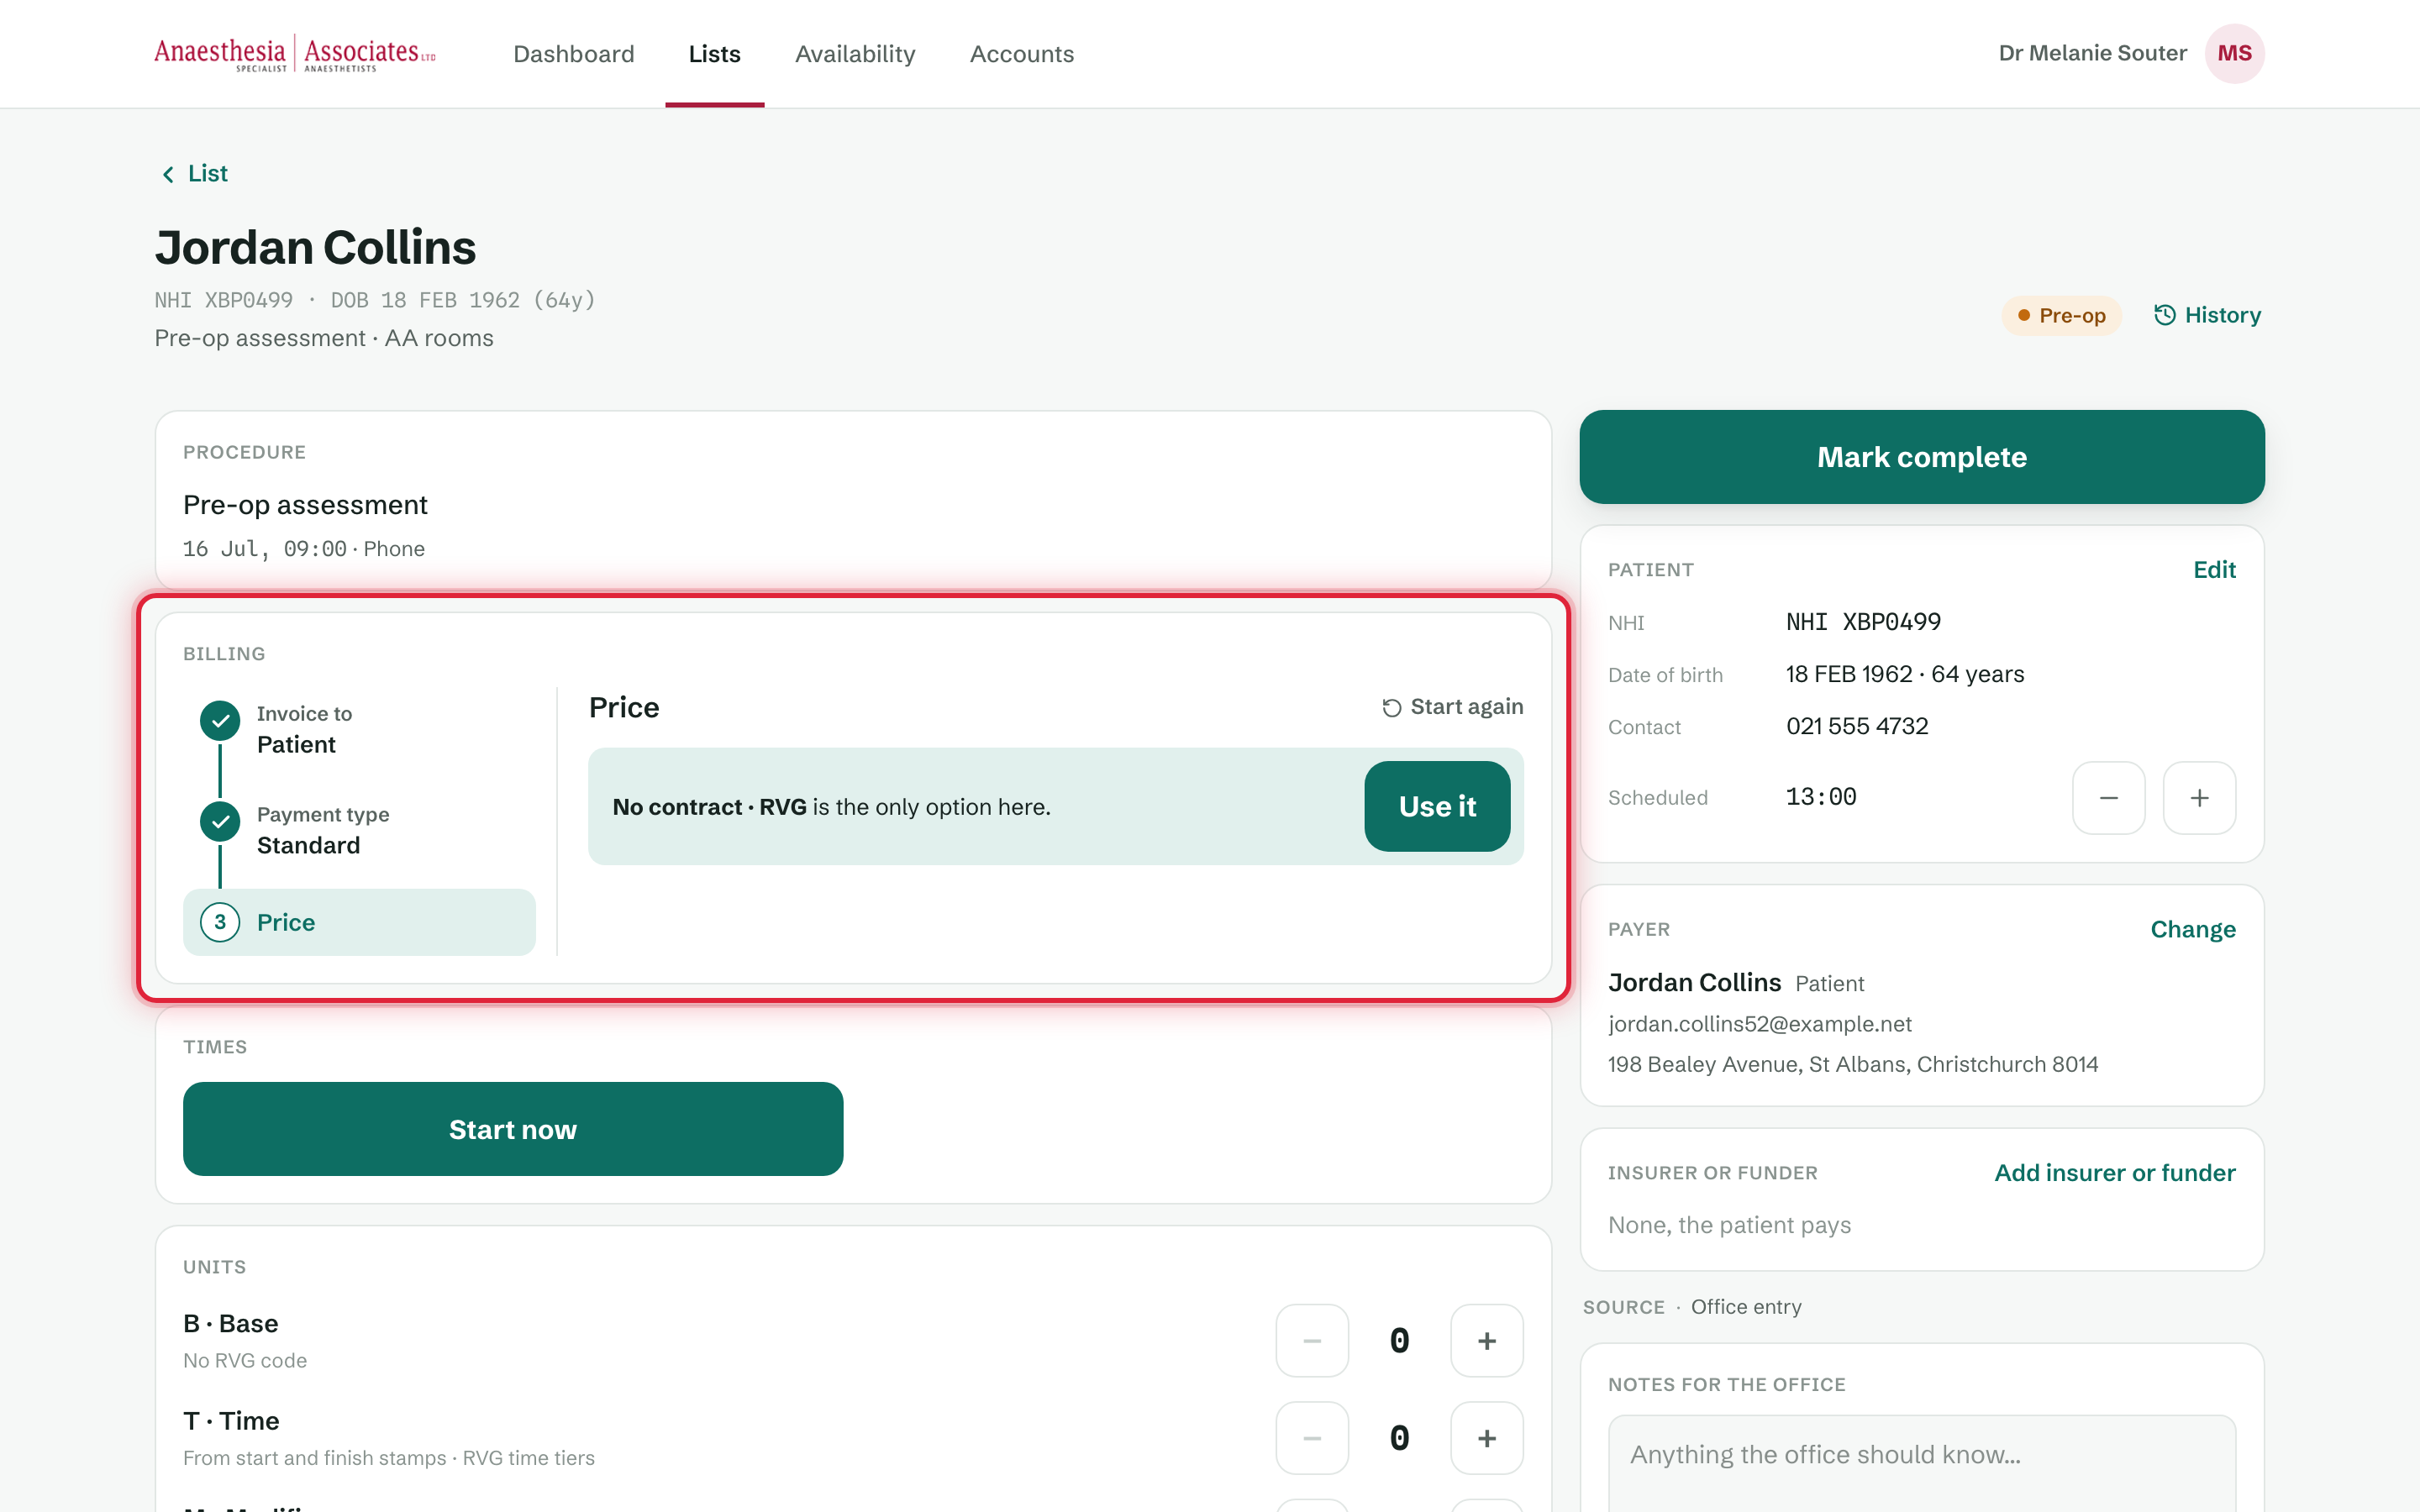 Anaesthesia Associates LTD
SPECIALIST ANAESTHETISTS
Dashboard
Lists
Availability
Accounts
Dr Melanie Souter
MS
List
Jordan Collins
NHI XBP0499 · DOB 18 FEB 1962 (64y)
Pre-op assessment · AA rooms
Pre-op
History
PROCEDURE
Pre-op assessment
16 Jul, 09:00 · Phone
BILLING
Invoice to
Patient
Payment type
Standard
3
Price
Price
Start again
No contract · RVG is the only option here.
Use it
TIMES
Start now
UNITS
B · Base
No RVG code
− 0 +
T · Time
From start and finish stamps · RVG time tiers
− 0 +
Mark complete
PATIENT
Edit
NHI
NHI XBP0499
Date of birth
18 FEB 1962 · 64 years
Contact
021 555 4732
Scheduled
13:00
− +
PAYER
Change
Jordan Collins Patient
jordan.collins52@example.net
198 Bealey Avenue, St Albans, Christchurch 8014
INSURER OR FUNDER
Add insurer or funder
None, the patient pays
SOURCE · Office entry
NOTES FOR THE OFFICE
Anything the office should know...